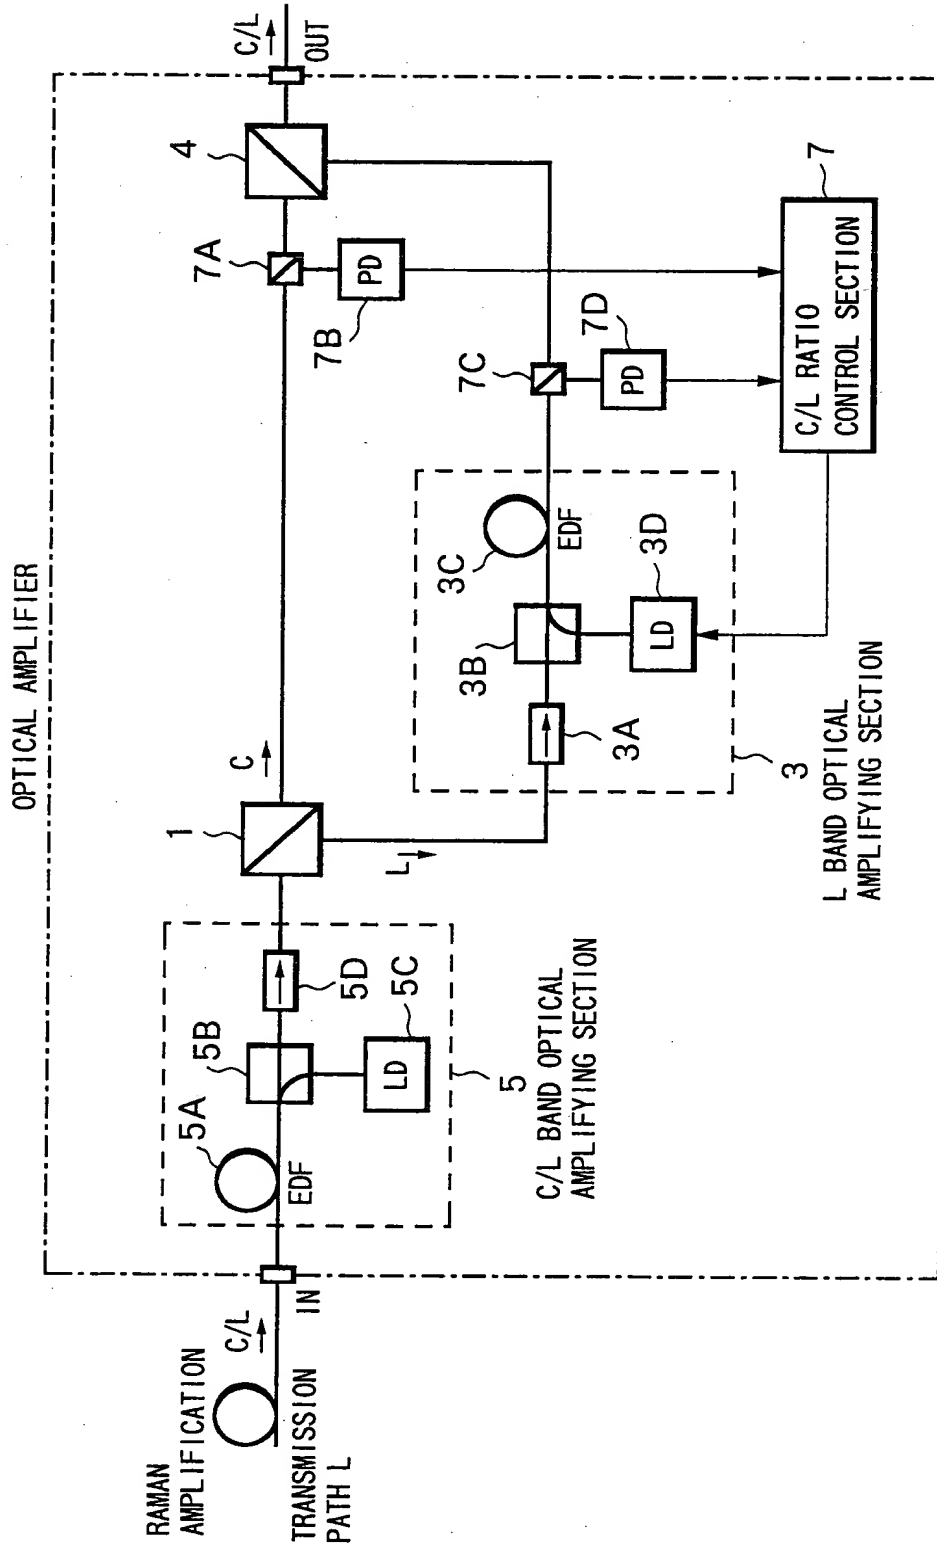 OPTICAL AMPLIFIER
RAMAN
AMPLIFICATION
TRANSMISSION
PATH L
C/L
IN
5A
EDF
5B
5D
LD
5C
5
C/L BAND OPTICAL
AMPLIFYING SECTION
1
C
L
3A
3B
3C
EDF
LD
3D
3
L BAND OPTICAL
AMPLIFYING SECTION
7A
PD
7B
7C
PD
7D
4
C/L
OUT
7
C/L RATIO
CONTROL SECTION